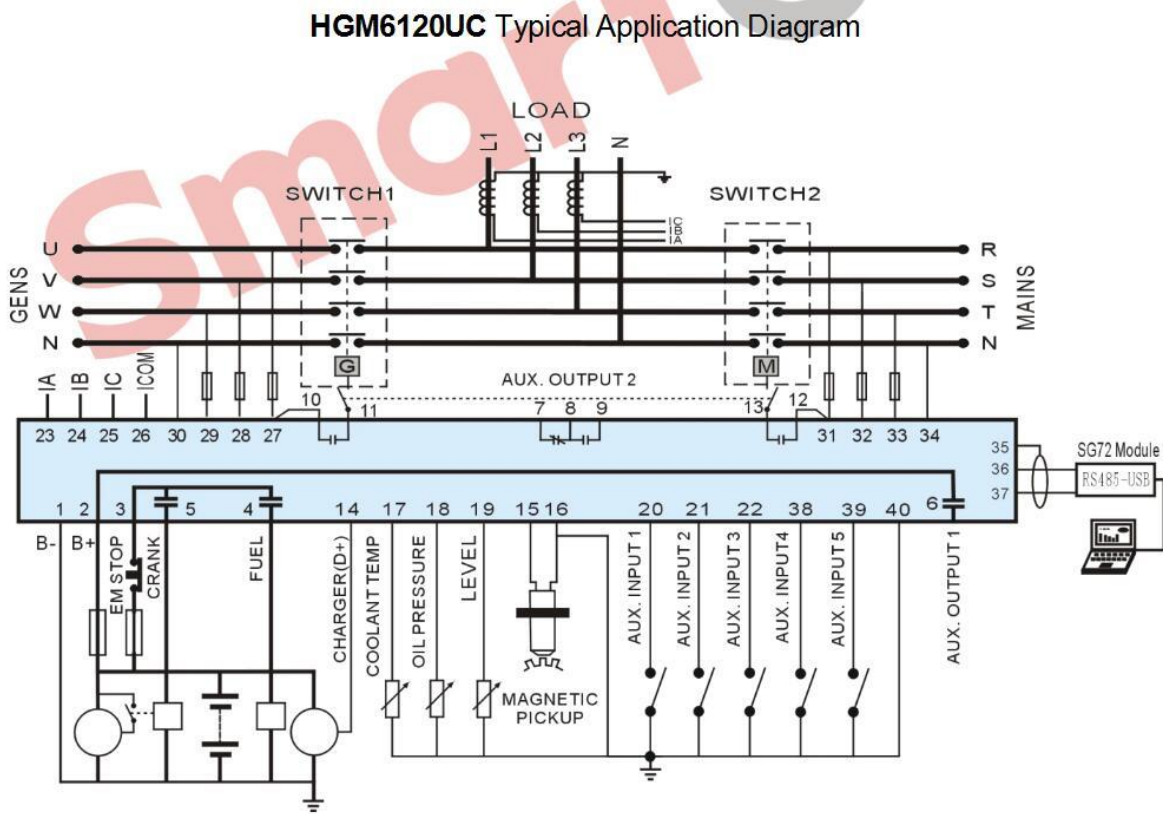 HGM6120UC Typical Application Diagram
Smart
LOAD
L1
L2
L3
N
SWITCH1
SWITCH2
IC
IB
IA
GENS
U
V
W
N
R
S
T
N
MAINS
G
M
IA
IB
IC
ICOM
AUX. OUTPUT 2
10
11
7
8
9
13
12
23
24
25
26
30
29
28
27
31
32
33
34
35
36
37
SG72 Module
RS485-USB
1
2
3
5
4
14
17
18
19
15
16
20
21
22
38
39
40
6
B-
B+
EM STOP
CRANK
FUEL
CHARGER(D+)
COOLANT TEMP
OIL PRESSURE
LEVEL
MAGNETIC
PICKUP
AUX. INPUT 1
AUX. INPUT 2
AUX. INPUT 3
AUX. INPUT 4
AUX. INPUT 5
AUX. OUTPUT 1